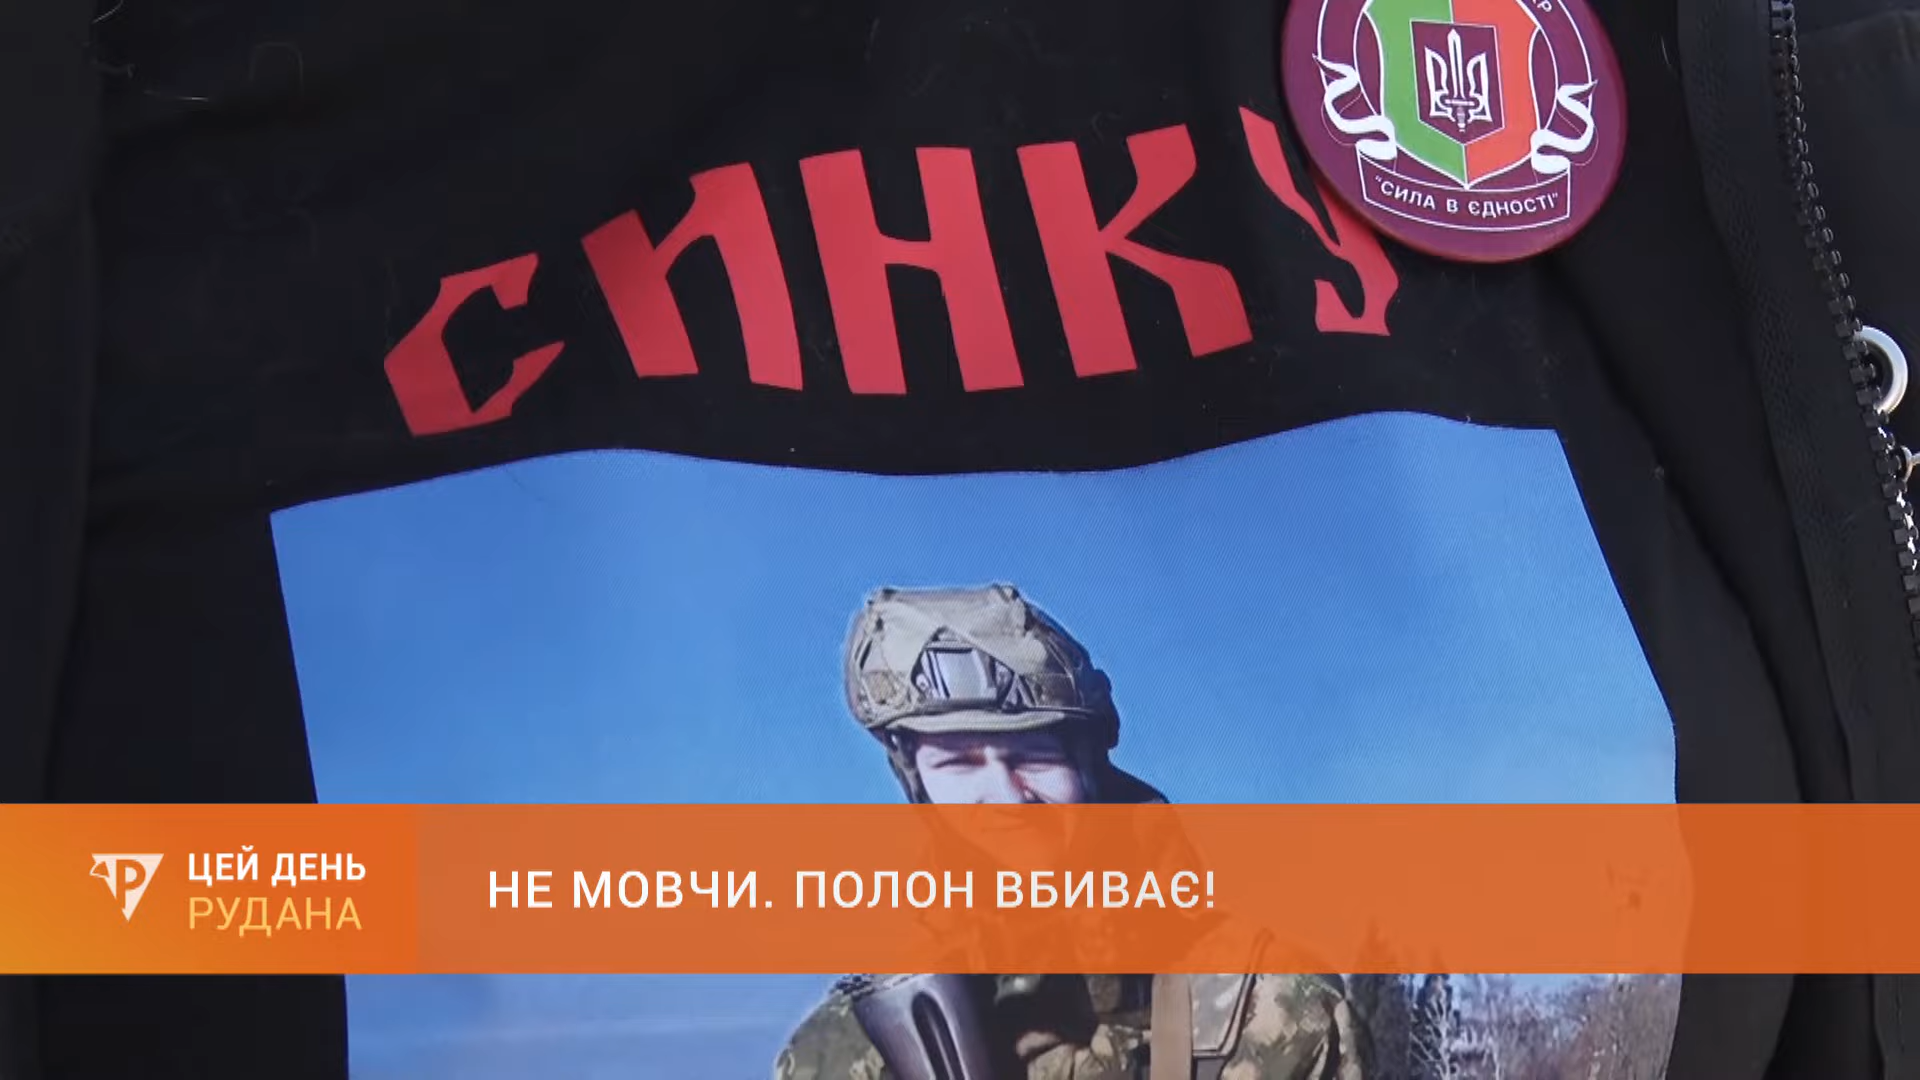 СИНКУ
"СИЛА В ЄДНОСТІ"
ЦЕЙ ДЕНЬ
РУДАНА
НЕ МОВЧИ. ПОЛОН ВБИВАЄ!